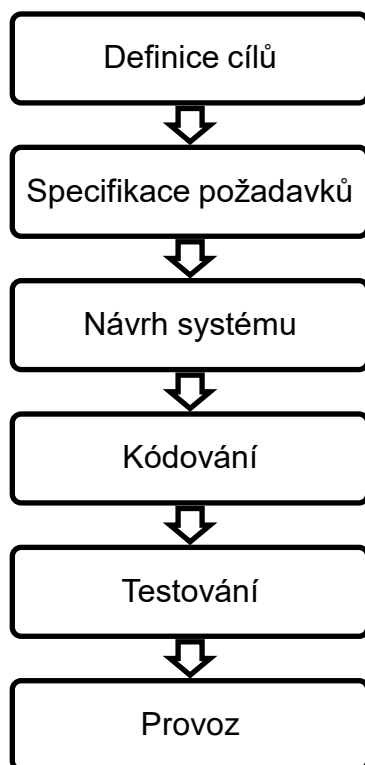 Definice cílů
Specifikace požadavků
Návrh systému
Kódování
Testování
Provoz